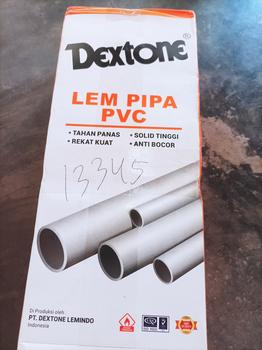 DEXTONE®
LEM PIPA
PVC
• TAHAN PANAS • SOLID TINGGI
• REKAT KUAT • ANTI BOCOR
13345
Di Produksi oleh :
PT. DEXTONE LEMINDO
Indonesia